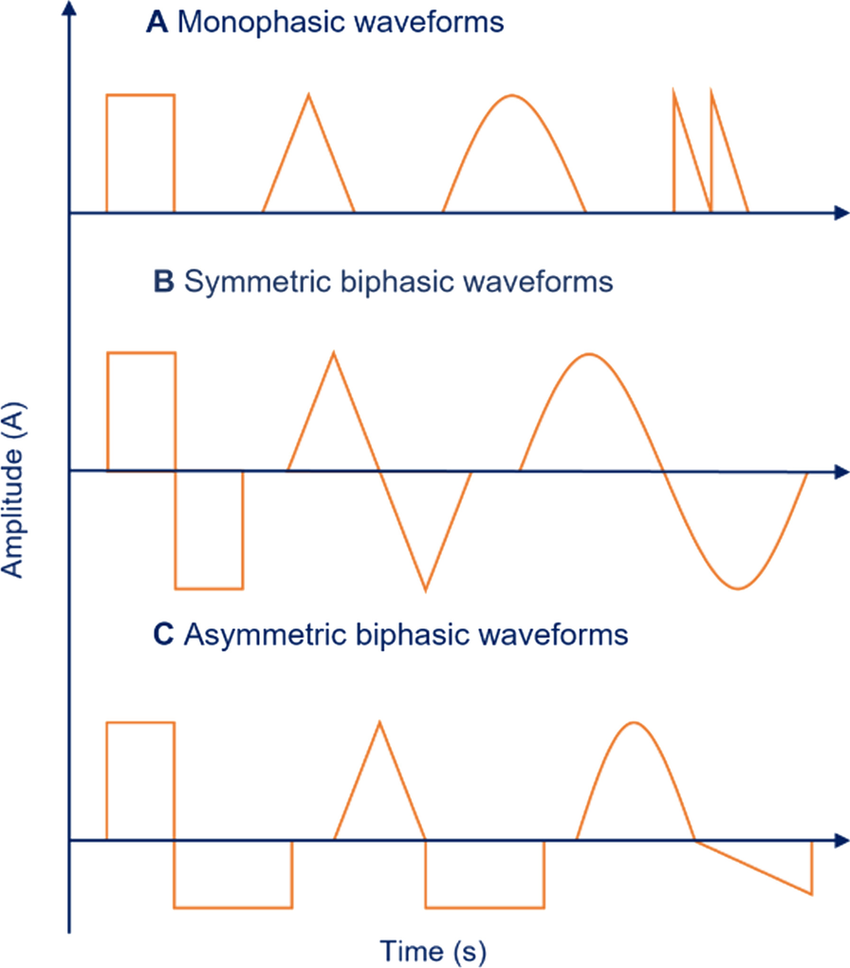 A Monophasic waveforms
B Symmetric biphasic waveforms
Amplitude (A)
C Asymmetric biphasic waveforms
Time (s)